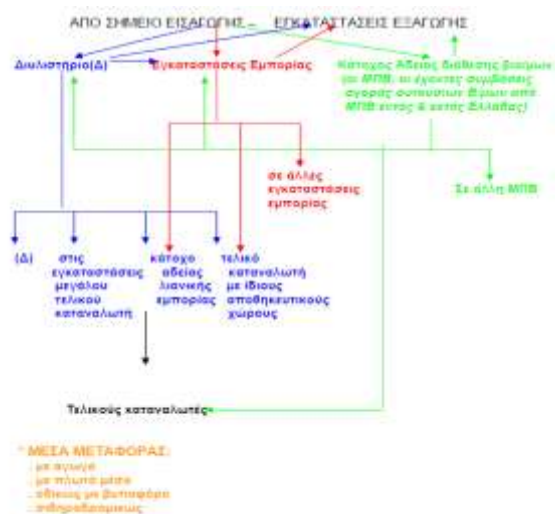 ΑΠΟ ΣΗΜΕΙΟ ΕΙΣΑΓΩΓΗΣ – ΕΓΚΑΤΑΣΤΑΣΕΙΣ ΕΞΑΓΩΓΗΣ
Διυλιστήριο(Δ)
Εγκαταστάσεις Εμπορίας
Κάτοχος Άδειας διάθεσης βιοίμων
(οι ΜΠΒ, οι έχοντες συμβάσεις
αγοράς αυτούσιων Β/μων από
ΜΠΒ εντός & εκτός Ελλάδας)
σε άλλες
εγκαταστάσεις
εμπορίας
Σε άλλη ΜΠΒ
(Δ)
στις
εγκαταστάσεις
μεγάλου
τελικού
καταναλωτή
κάτοχο
αδείας
λιανικής
εμπορίας
τελικό
καταναλωτή
με ίδιους
αποθηκευτικούς
χώρους
Τελικούς καταναλωτές
* ΜΕΣΑ ΜΕΤΑΦΟΡΑΣ:
. με αγωγό
. με πλωτά μέσα
. οδικώς με βυτιοφόρα
. σιδηροδρομικώς